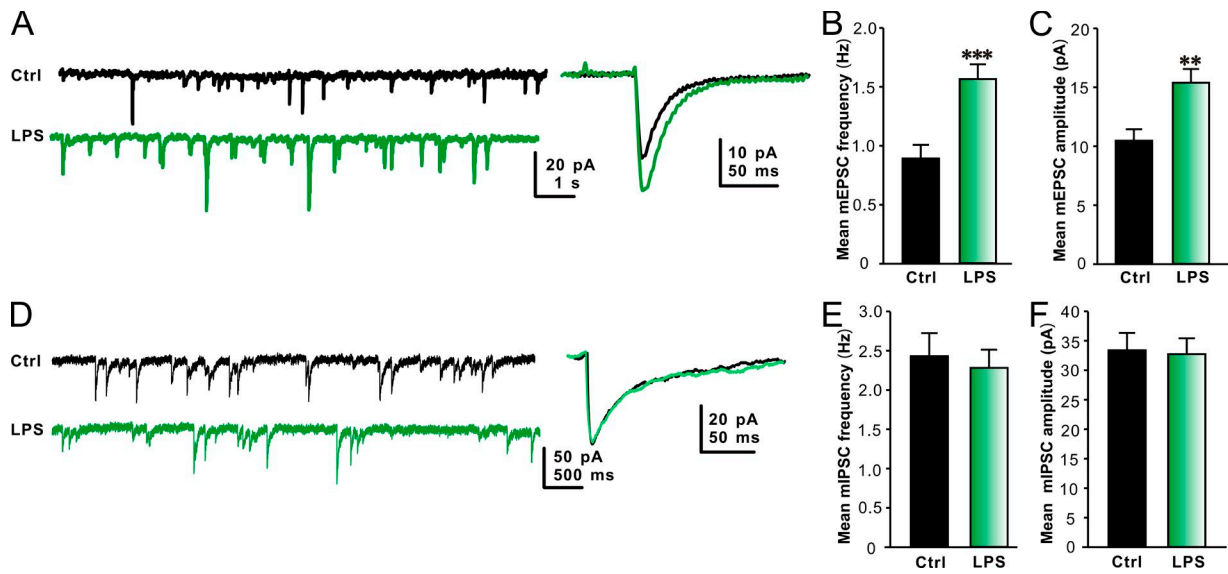 A
Ctrl
LPS
20 pA
1 s
10 pA
50 ms
B
Mean mEPSC frequency (Hz)
2.0
1.5
1.0
0.5
0
***
Ctrl
LPS
C
Mean mEPSC amplitude (pA)
20
15
10
5
0
**
Ctrl
LPS
D
Ctrl
LPS
50 pA
500 ms
20 pA
50 ms
E
Mean mIPSC frequency (Hz)
3.0
2.5
2.0
1.5
1.0
0.5
0
Ctrl
LPS
F
Mean mIPSC amplitude (pA)
40
35
30
25
20
15
10
5
0
Ctrl
LPS